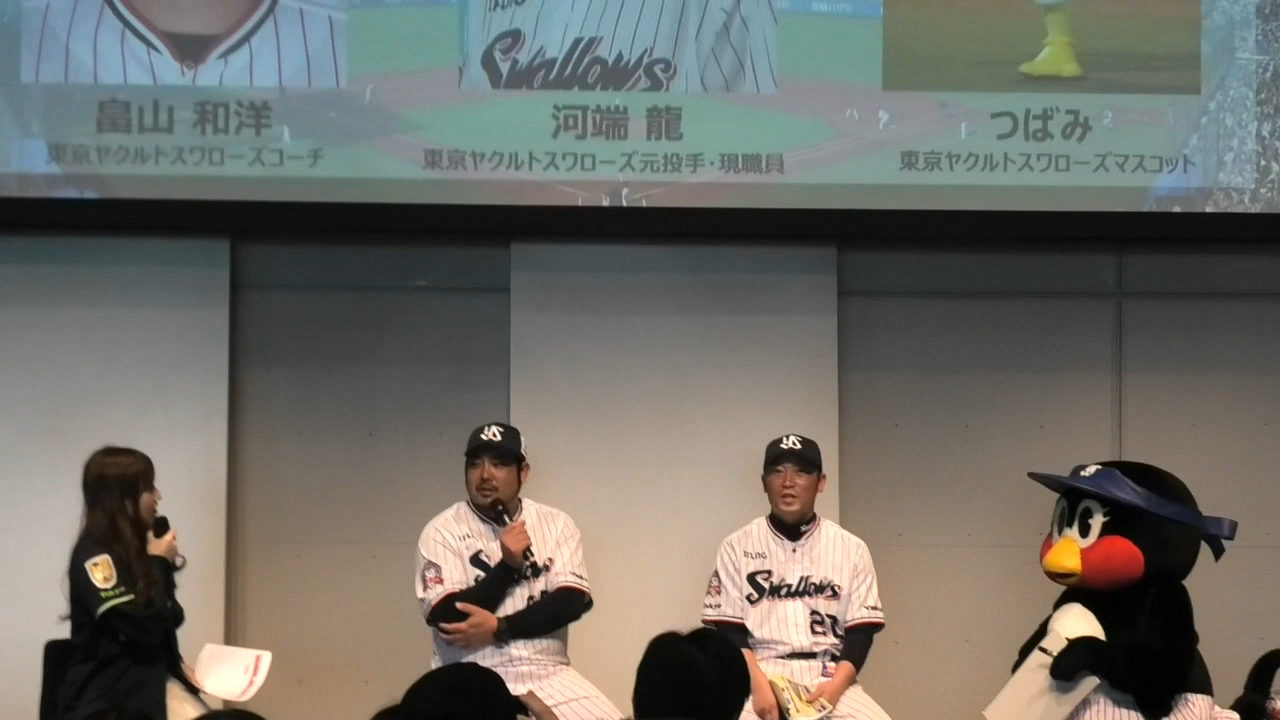 Swallows
畠山 和洋
河端 龍
つばみ
東京ヤクルトスワローズコーチ
東京ヤクルトスワローズ元投手・現職員
東京ヤクルトスワローズマスコット
Swallows